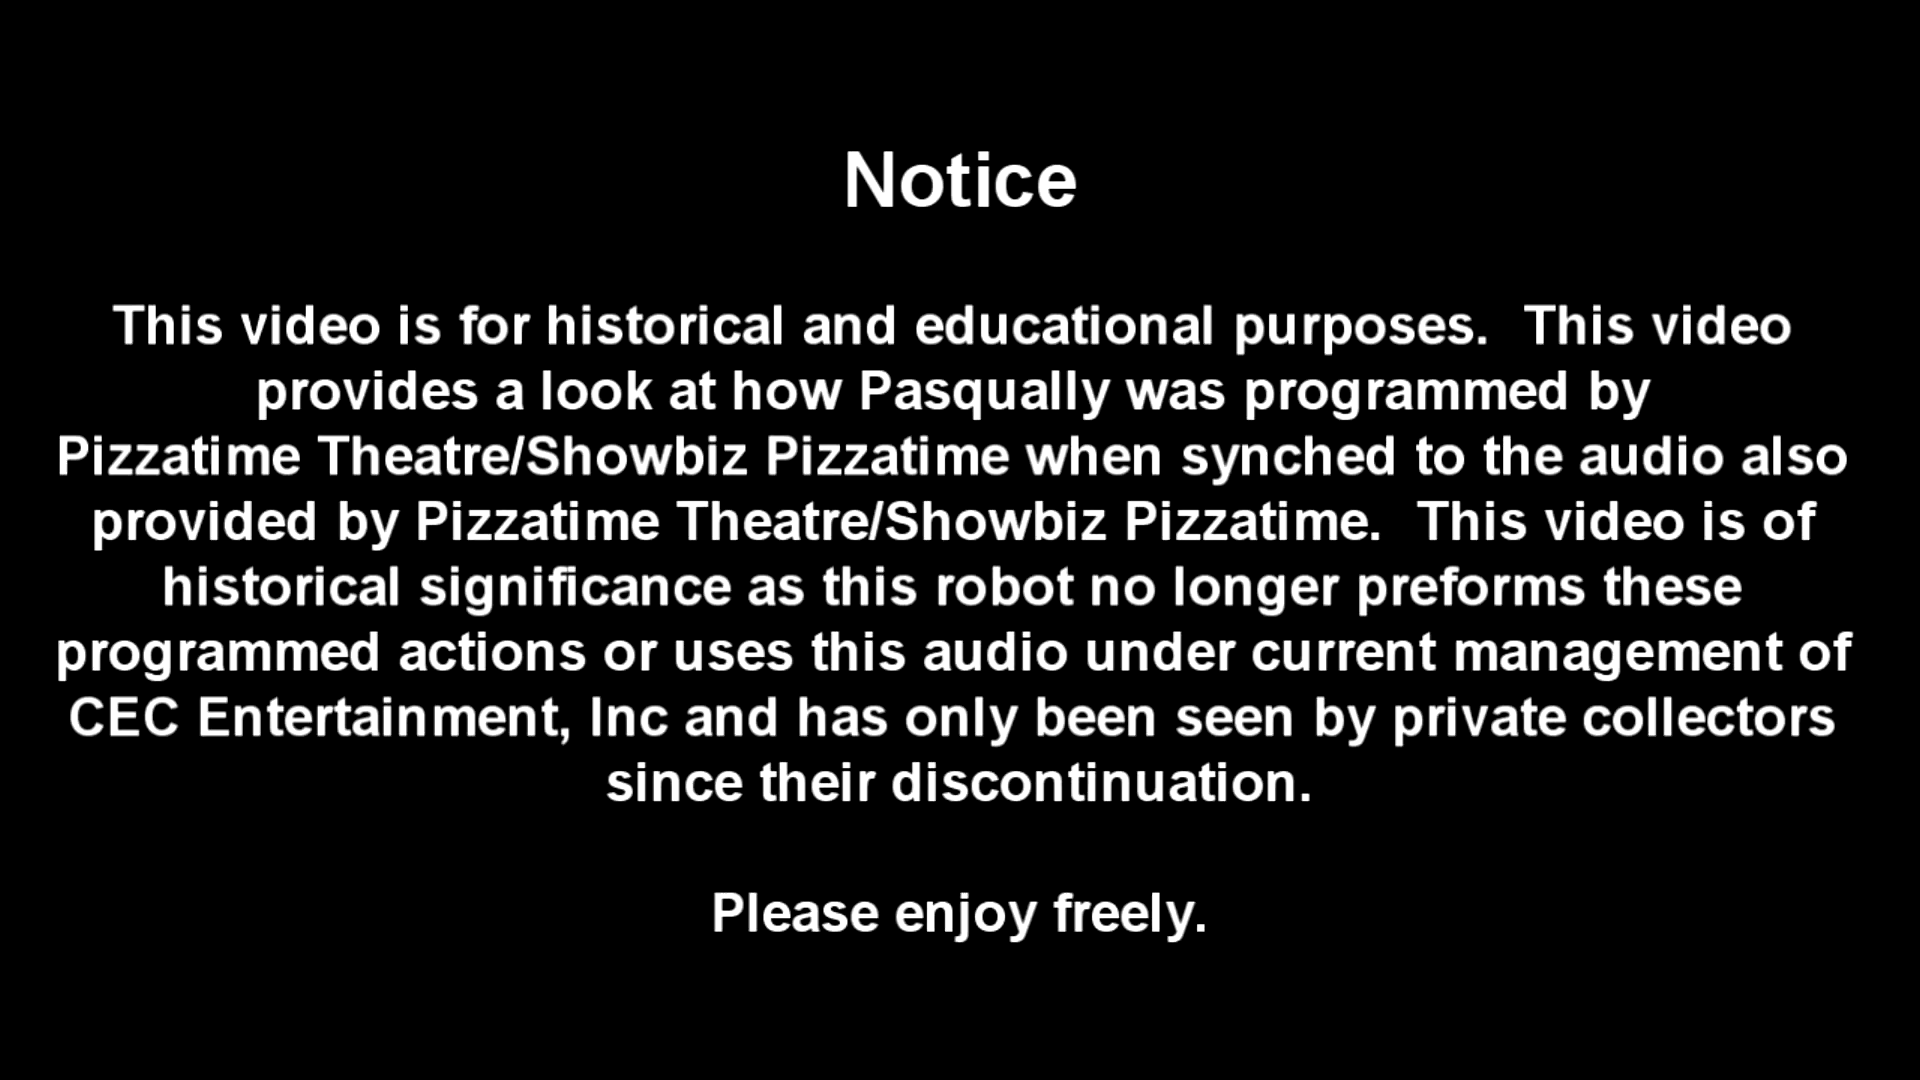 Notice
This video is for historical and educational purposes.  This video
provides a look at how Pasqually was programmed by
Pizzatime Theatre/Showbiz Pizzatime when synched to the audio also
provided by Pizzatime Theatre/Showbiz Pizzatime.  This video is of
historical significance as this robot no longer preforms these
programmed actions or uses this audio under current management of
CEC Entertainment, Inc and has only been seen by private collectors
since their discontinuation.
Please enjoy freely.